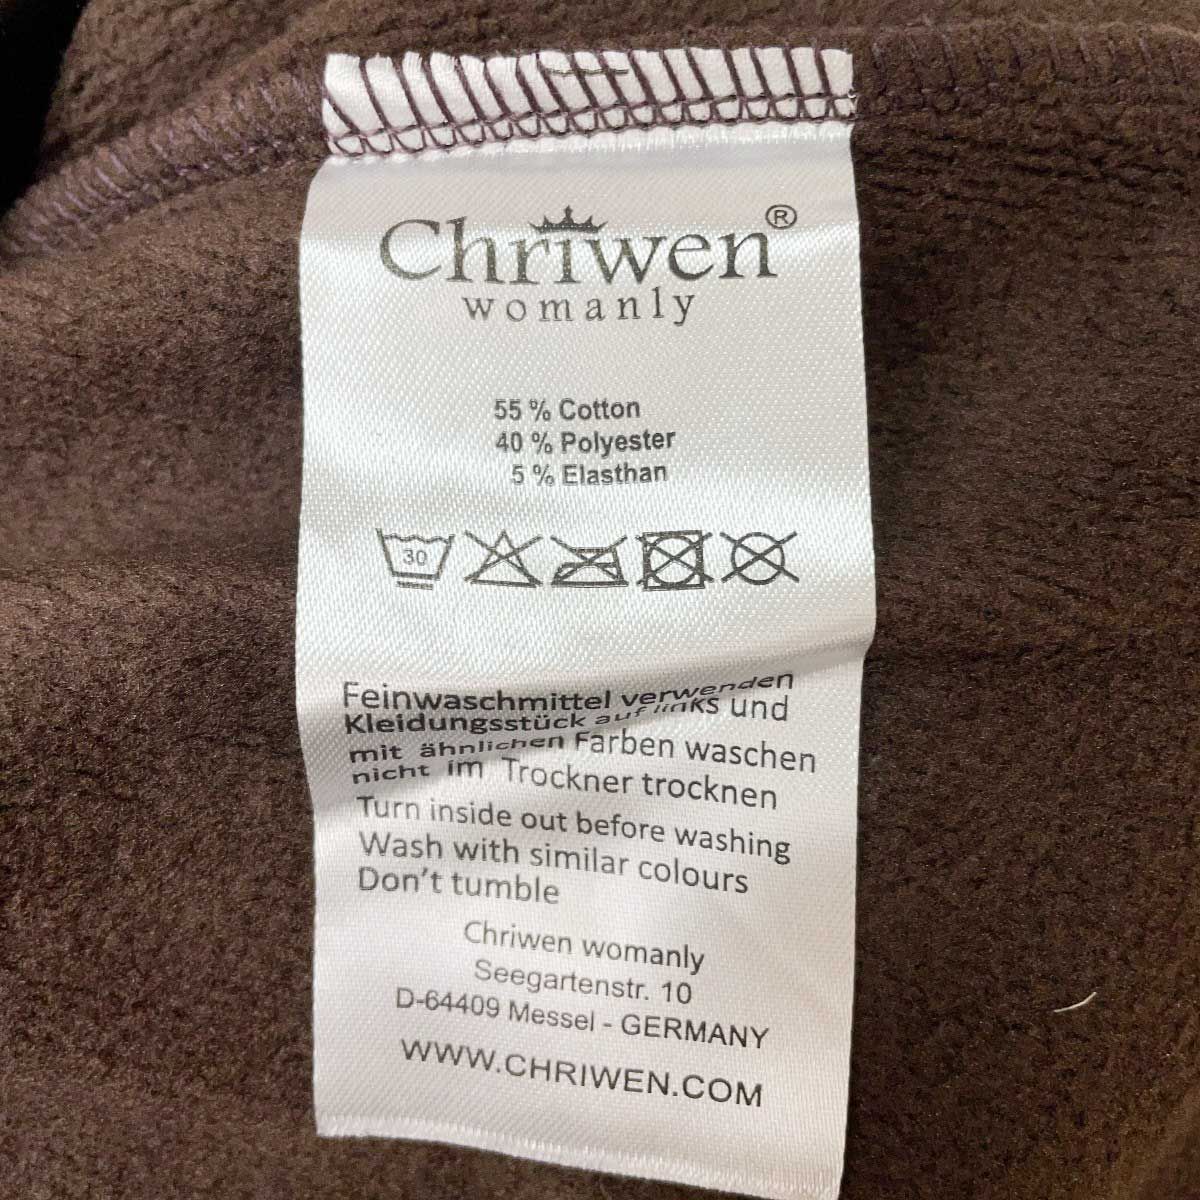 Chriwen®
womanly
55 % Cotton
40 % Polyester
5 % Elasthan
30
Feinwaschmittel verwenden
Kleidungsstück auf links und
mit ähnlichen Farben waschen
nicht im Trockner trocknen
Turn inside out before washing
Wash with similar colours
Don't tumble
Chriwen womanly
Seegartenstr. 10
D-64409 Messel - GERMANY
WWW.CHRIWEN.COM